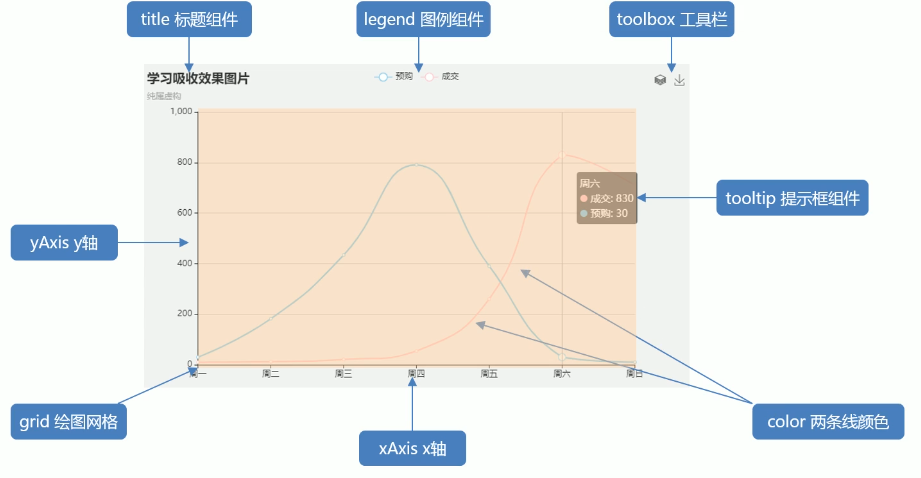 title 标题组件
legend 图例组件
toolbox 工具栏
学习吸收效果图片
纯属虚构
预购
成交
1,000
800
600
400
200
0
周六
成交: 830
预购: 30
tooltip 提示框组件
yAxis y轴
周一
周二
周三
周四
周五
周六
周日
grid 绘图网格
xAxis x轴
color 两条线颜色